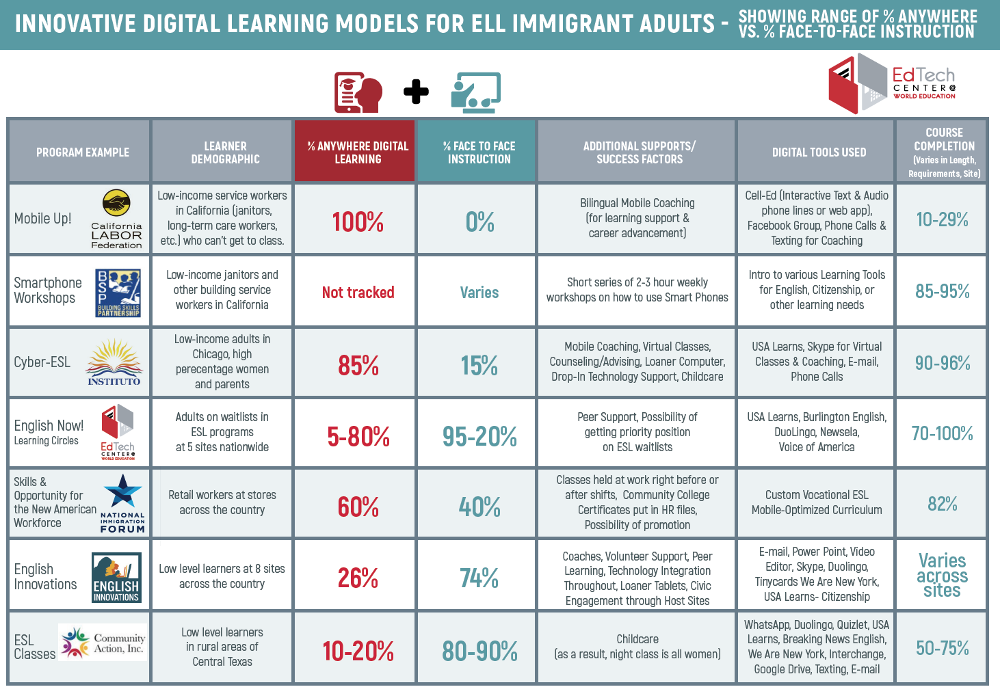 INNOVATIVE DIGITAL LEARNING MODELS FOR ELL IMMIGRANT ADULTS -
SHOWING RANGE OF % ANYWHERE
VS. % FACE-TO-FACE INSTRUCTION
EdTech
CENTER@
WORLD EDUCATION
PROGRAM EXAMPLE
LEARNER
DEMOGRAPHIC
% ANYWHERE DIGITAL
LEARNING
% FACE TO FACE
INSTRUCTION
ADDITIONAL SUPPORTS/
SUCCESS FACTORS
DIGITAL TOOLS USED
COURSE
COMPLETION
(Varies in Length,
Requirements, Site)
Mobile Up!
California
LABOR
Federation
Low-income service workers
in California (janitors,
long-term care workers,
etc.) who can't get to class.
100%
0%
Bilingual Mobile Coaching
(for learning support &
career advancement)
Cell-Ed (Interactive Text & Audio
phone lines or web app),
Facebook Group, Phone Calls &
Texting for Coaching
10-29%
Smartphone
Workshops
BSP
BUILDING SKILLS
PARTNERSHIP
Low-income janitors and
other building service
workers in California
Not tracked
Varies
Short series of 2-3 hour weekly
workshops on how to use Smart Phones
Intro to various Learning Tools
for English, Citizenship, or
other learning needs
85-95%
Cyber-ESL
INSTITUTO
Low-income adults in
Chicago, high
perecentage women
and parents
85%
15%
Mobile Coaching, Virtual Classes,
Counseling/Advising, Loaner Computer,
Drop-In Technology Support, Childcare
USA Learns, Skype for Virtual
Classes & Coaching, E-mail,
Phone Calls
90-96%
English Now!
Learning Circles
EdTech
CENTER@
WORLD EDUCATION
Adults on waitlists in
ESL programs
at 5 sites nationwide
5-80%
95-20%
Peer Support, Possibility of
getting priority position
on ESL waitlists
USA Learns, Burlington English,
DuoLingo, Newsela,
Voice of America
70-100%
Skills &
Opportunity for
the New American
Workforce
NATIONAL
IMMIGRATION
FORUM
Retail workers at stores
across the country
60%
40%
Classes held at work right before or
after shifts, Community College
Certificates put in HR files,
Possibility of promotion
Custom Vocational ESL
Mobile-Optimized Curriculum
82%
English
Innovations
ENGLISH
INNOVATIONS
Low level learners at 8 sites
across the country
26%
74%
Coaches, Volunteer Support, Peer
Learning, Technology Integration
Throughout, Loaner Tablets, Civic
Engagement through Host Sites
E-mail, Power Point, Video
Editor, Skype, Duolingo,
Tinycards We Are New York,
USA Learns- Citizenship
Varies
across
sites
ESL
Classes
Community
Action, Inc.
Low level learners
in rural areas of
Central Texas
10-20%
80-90%
Childcare
(as a result, night class is all women)
WhatsApp, Duolingo, Quizlet, USA
Learns, Breaking News English,
We Are New York, Interchange,
Google Drive, Texting, E-mail
50-75%